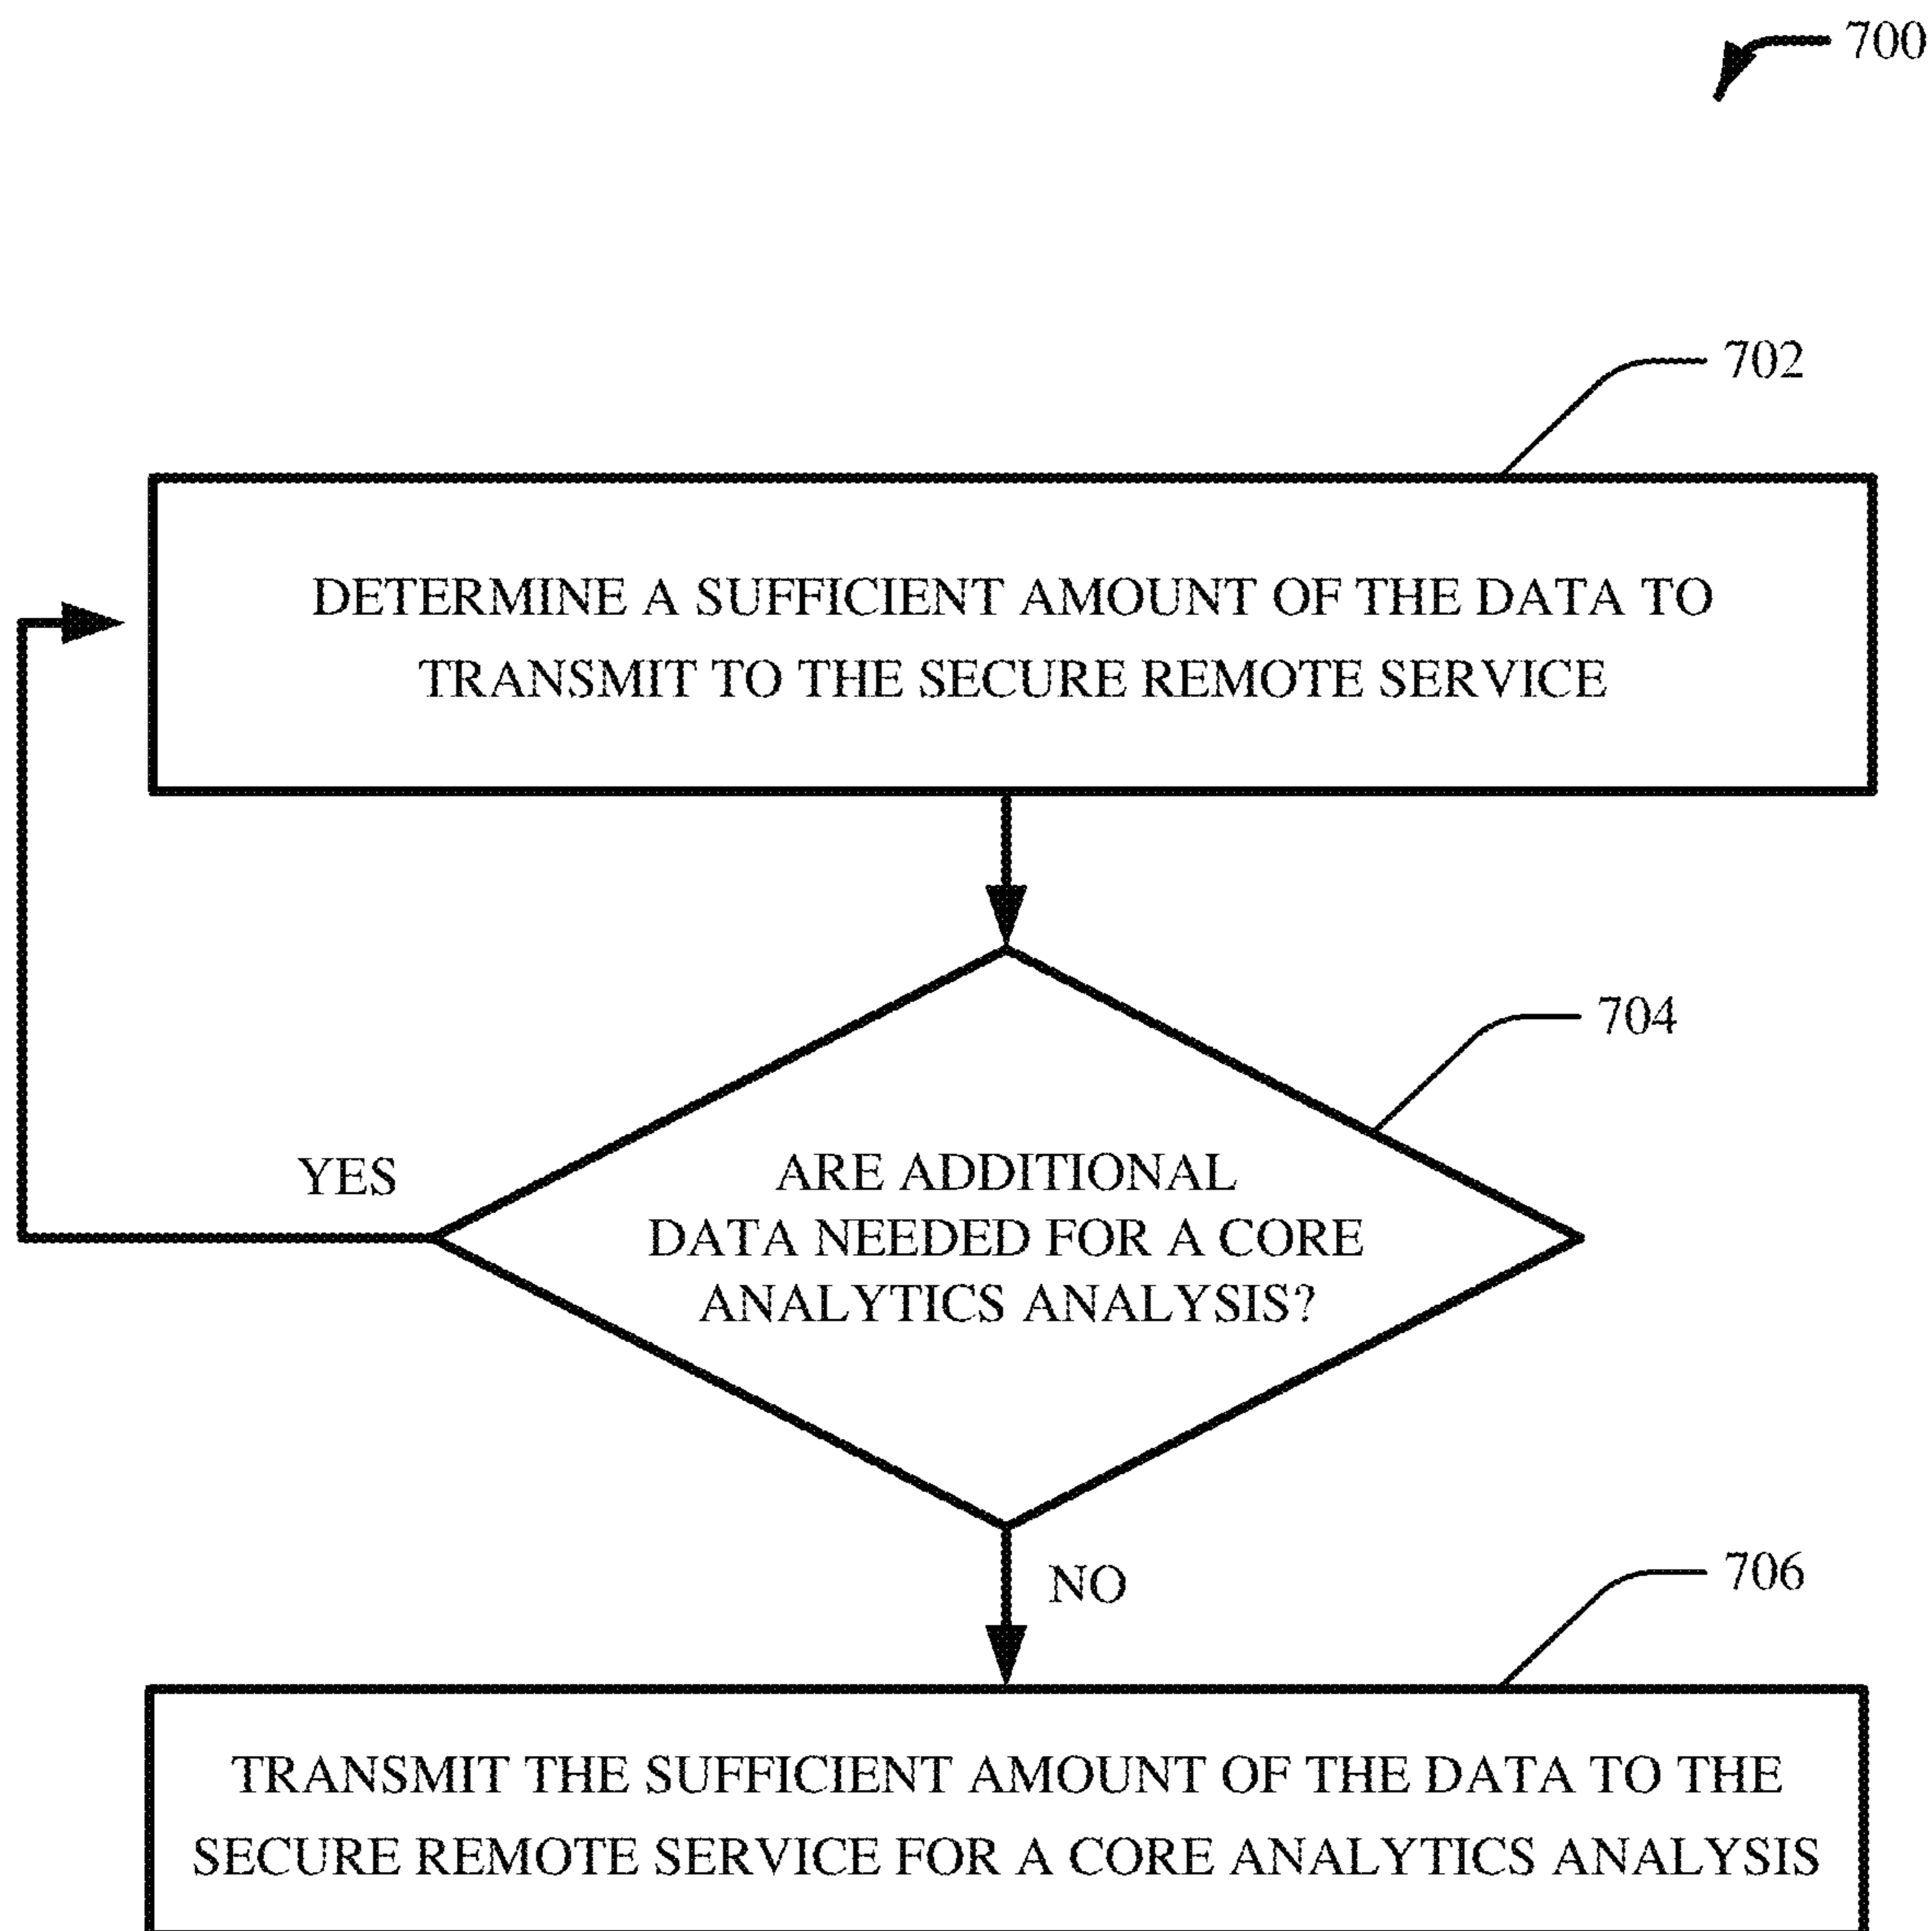 700
702
DETERMINE A SUFFICIENT AMOUNT OF THE DATA TO
TRANSMIT TO THE SECURE REMOTE SERVICE
704
ARE ADDITIONAL
DATA NEEDED FOR A CORE
ANALYTICS ANALYSIS?
YES
NO
706
TRANSMIT THE SUFFICIENT AMOUNT OF THE DATA TO THE
SECURE REMOTE SERVICE FOR A CORE ANALYTICS ANALYSIS